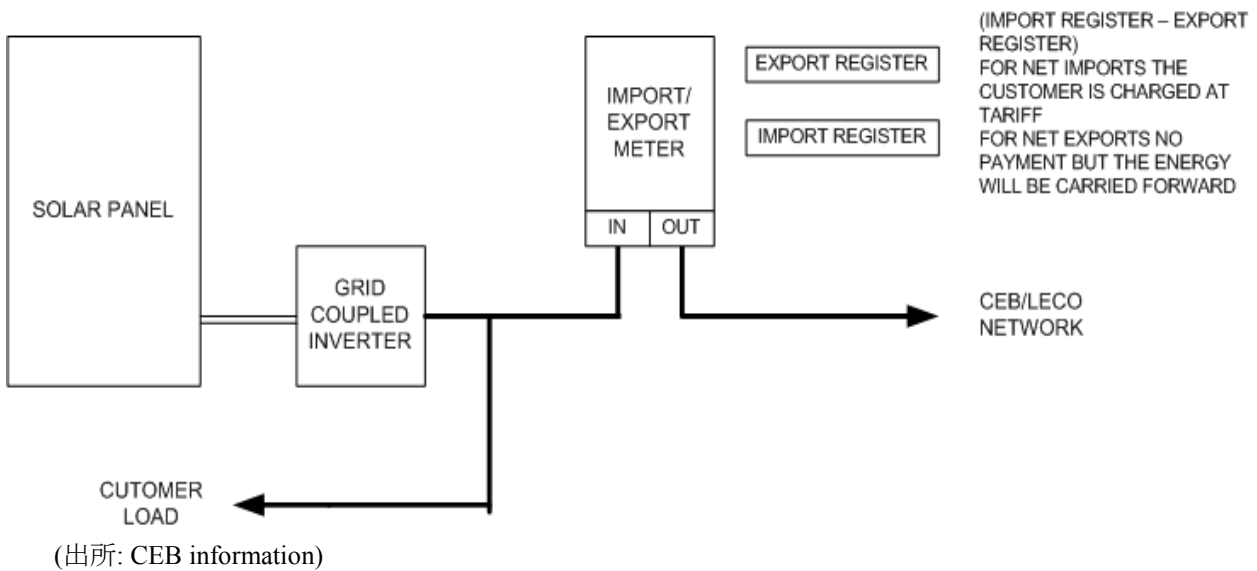 SOLAR PANEL
GRID
COUPLED
INVERTER
IMPORT/
EXPORT
METER
IN
OUT
EXPORT REGISTER
IMPORT REGISTER
(IMPORT REGISTER – EXPORT
REGISTER)
FOR NET IMPORTS THE
CUSTOMER IS CHARGED AT
TARIFF
FOR NET EXPORTS NO
PAYMENT BUT THE ENERGY
WILL BE CARRIED FORWARD
CEB/LECO
NETWORK
CUTOMER
LOAD
(出所: CEB information)